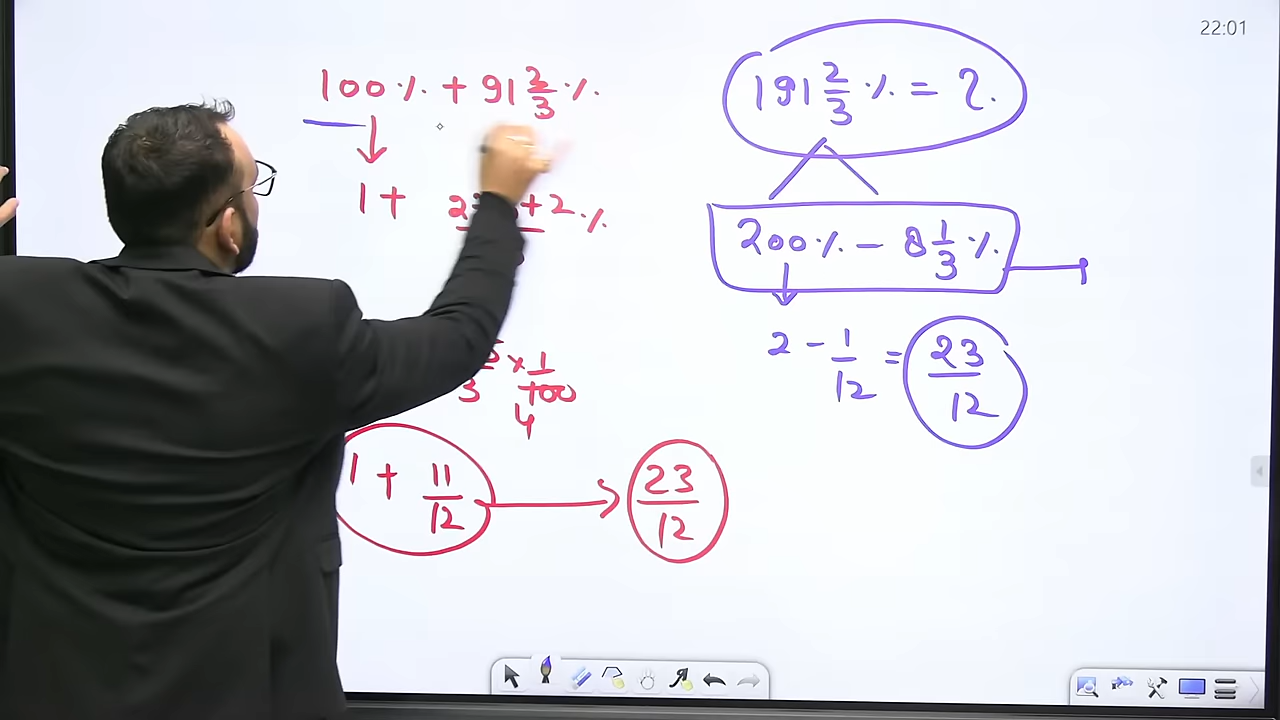 22:01
100% + 91 2/3 %
1 +
+ 2 %
3 × 1/100
4
1 + 11/12 → 23/12
191 2/3 % = ?
200% - 8 1/3 %
2 - 1/12 = 23/12